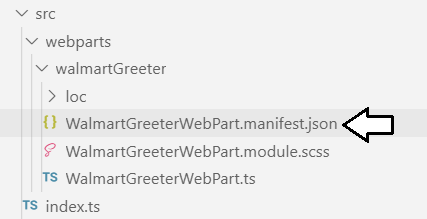 src
webparts
walmartGreeter
loc
{ } WalmartGreeterWebPart.manifest.json
WalmartGreeterWebPart.module.scss
TS WalmartGreeterWebPart.ts
TS index.ts